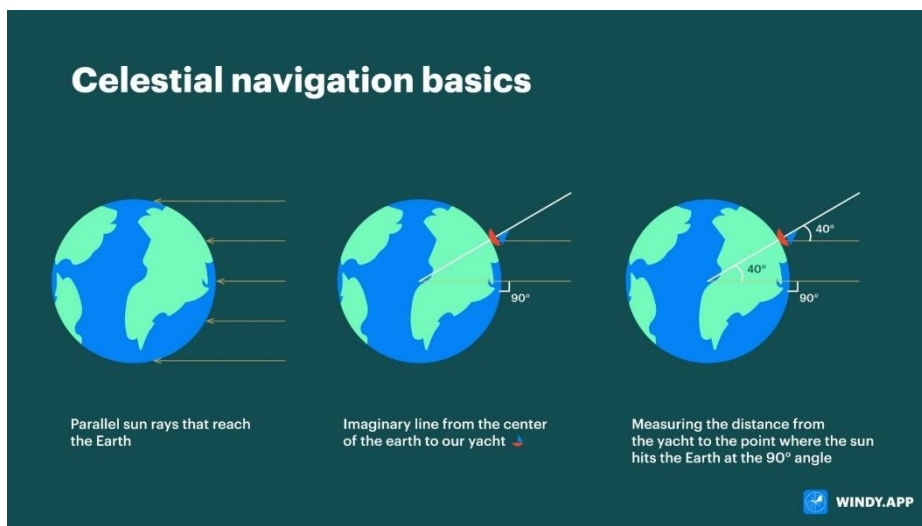 Celestial navigation basics
90°
40°
40°
90°
Parallel sun rays that reach
the Earth
Imaginary line from the center
of the earth to our yacht
Measuring the distance from
the yacht to the point where the sun
hits the Earth at the 90° angle
WINDY.APP